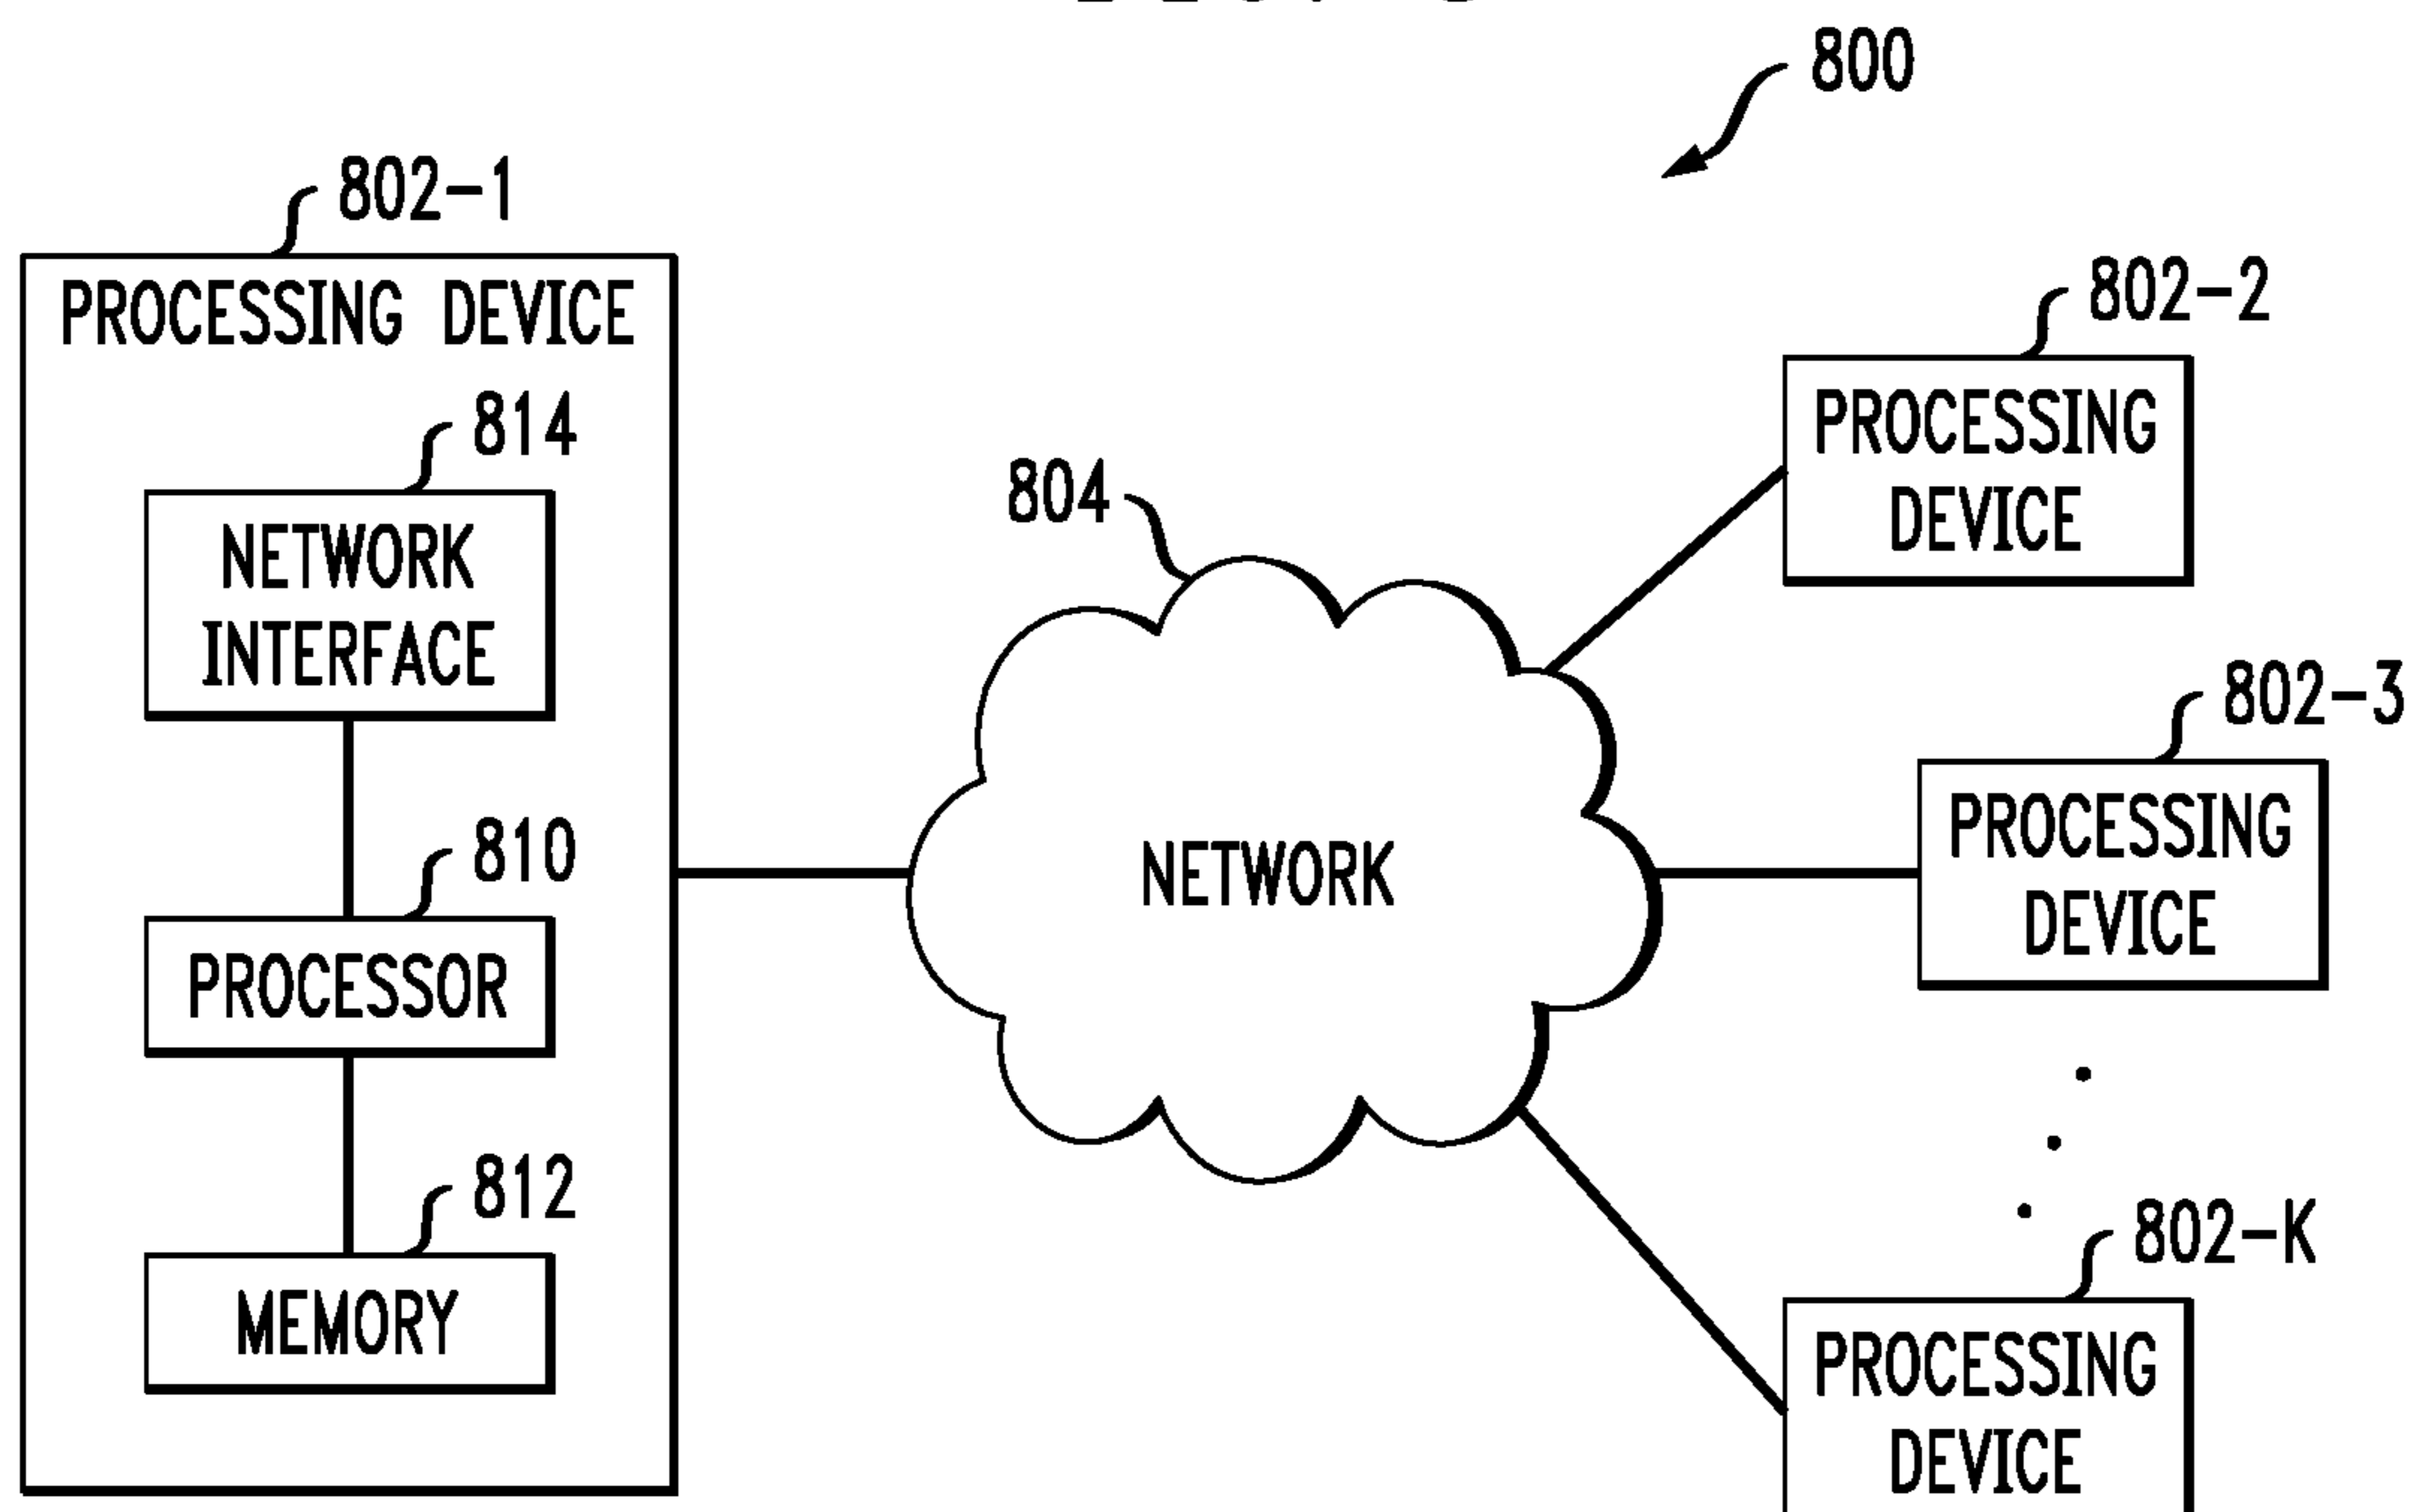 800
802-1
PROCESSING DEVICE
802-2
PROCESSING
DEVICE
814
NETWORK
INTERFACE
804
802-3
PROCESSING
DEVICE
NETWORK
810
PROCESSOR
812
MEMORY
802-K
PROCESSING
DEVICE